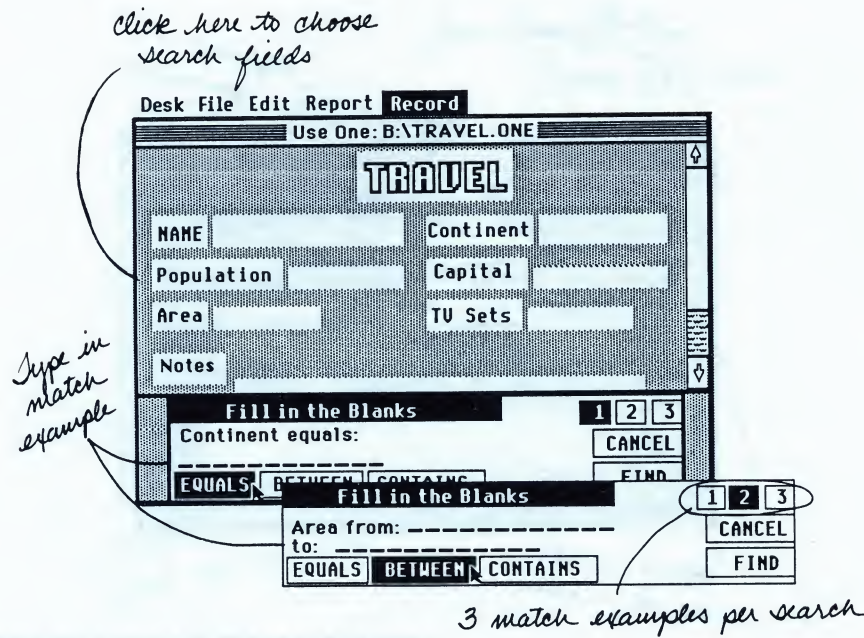 click here to choose
search fields
Desk File Edit Report Record
Use One: B:\TRAVEL.ONE
TRAVEL
NAME Continent
Population Capital
Area TV Sets
Notes
Type in
match
example
Fill in the Blanks 1 2 3
Continent equals: CANCEL
EQUALS BETWEEN CONTAINS FIND
Fill in the Blanks 1 2 3
Area from: CANCEL
to:
EQUALS BETWEEN CONTAINS FIND
3 match examples per search